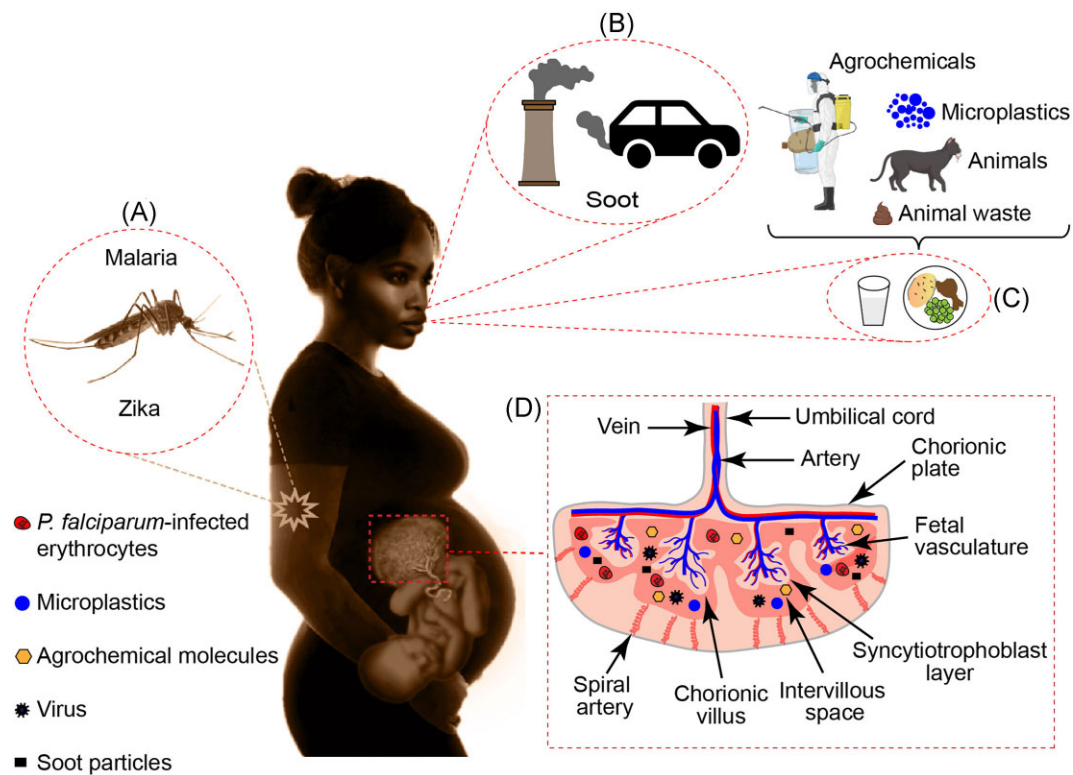 (A)
Malaria
Zika
(B)
Soot
Agrochemicals
Microplastics
Animals
Animal waste
(C)
(D)
Vein
Umbilical cord
Artery
Chorionic
plate
Fetal
vasculature
Syncytiotrophoblast
layer
Intervillous
space
Chorionic
villus
Spiral
artery
P. falciparum-infected
erythrocytes
Microplastics
Agrochemical molecules
Virus
Soot particles